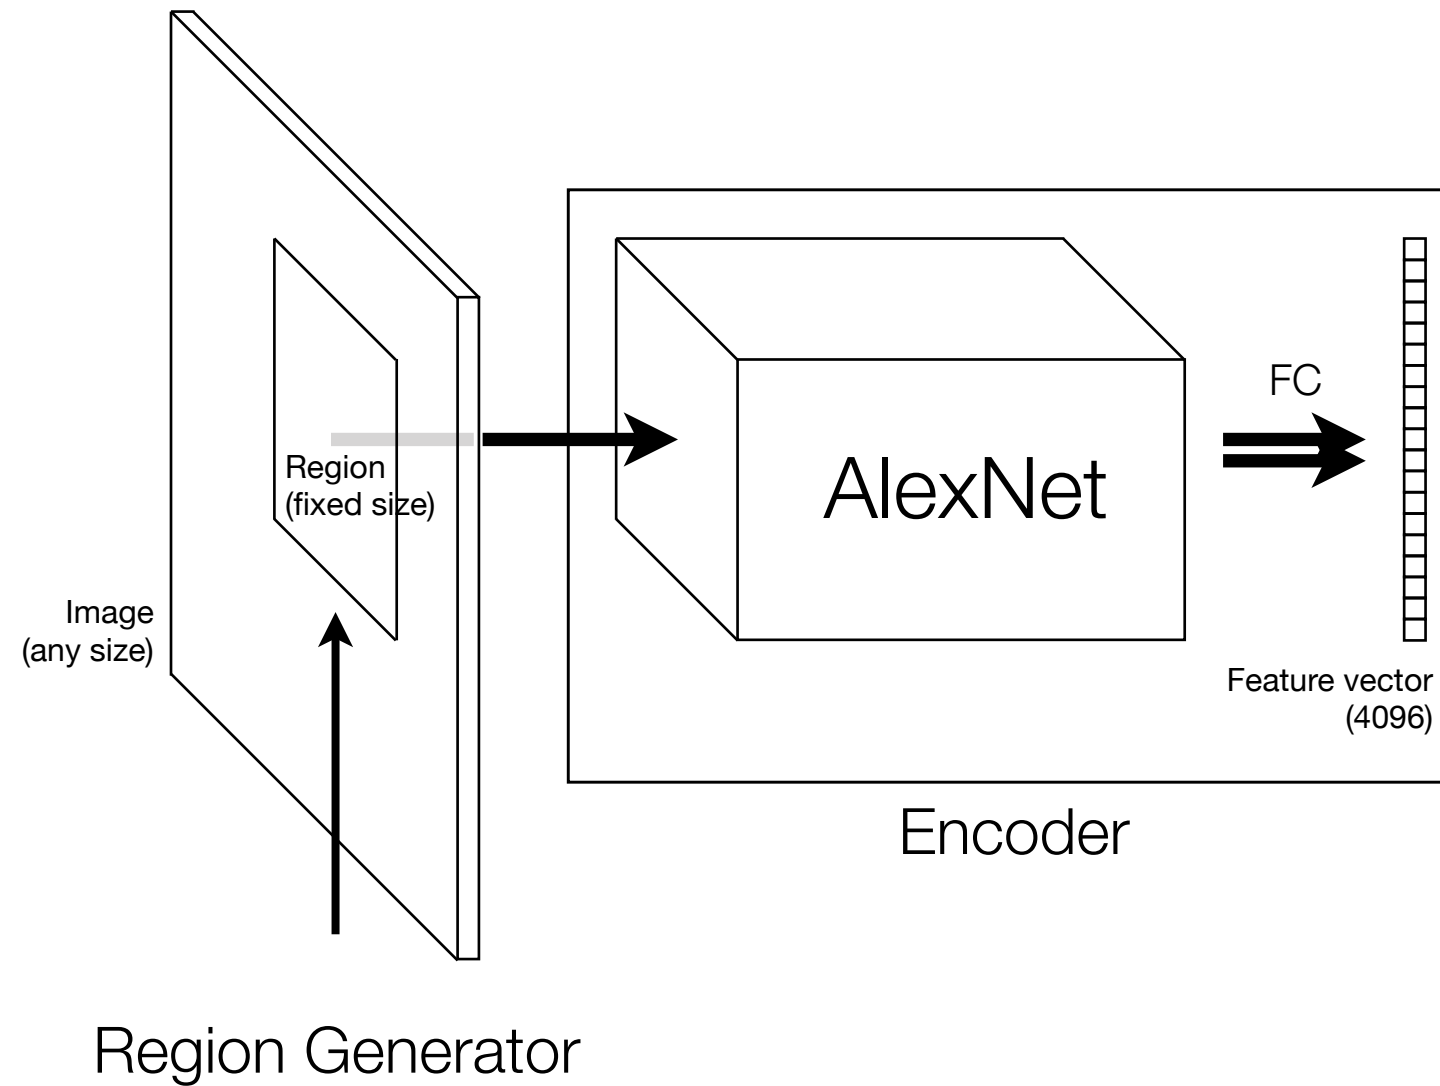 FC
Region
(fixed size)
AlexNet
Image
(any size)
Feature vector
(4096)
Encoder
Region Generator